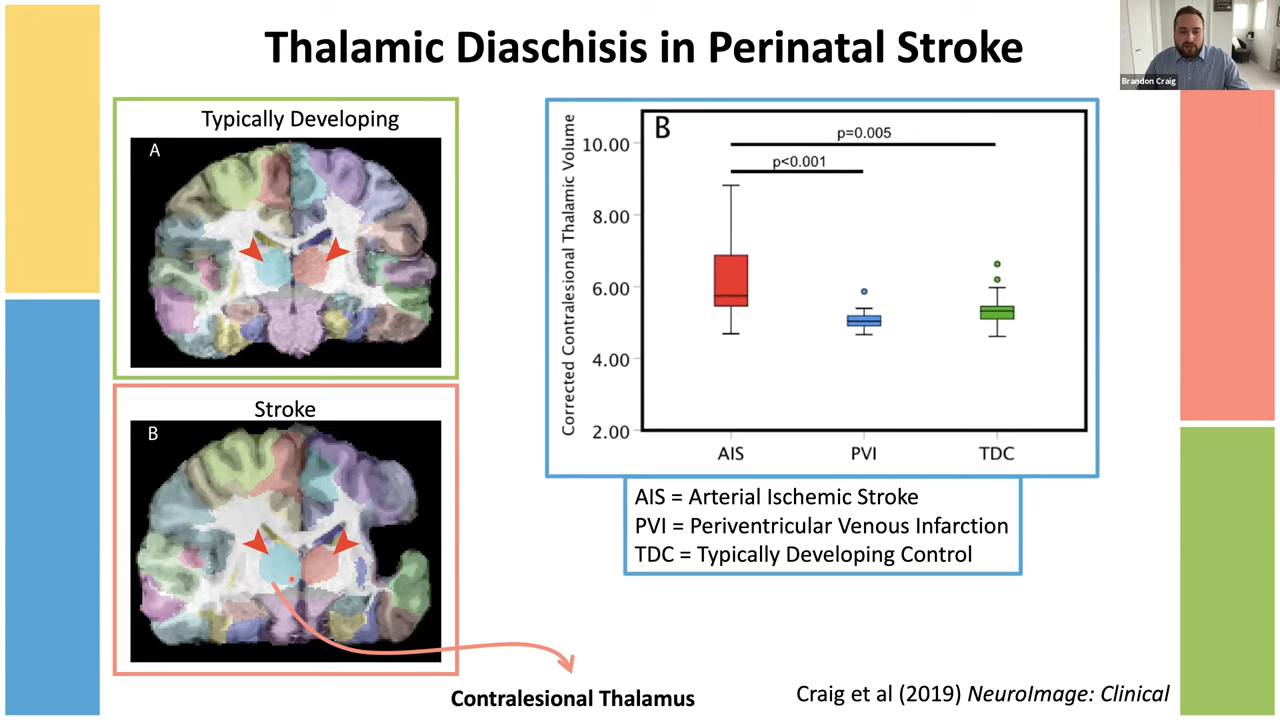 Thalamic Diaschisis in Perinatal Stroke
Brandon Craig
Typically Developing
A
Stroke
B
Contralesional Thalamus
B
Corrected Contralesional Thalamic Volume
10.00
8.00
6.00
4.00
2.00
p=0.005
p<0.001
AIS PVI TDC
AIS = Arterial Ischemic Stroke
PVI = Periventricular Venous Infarction
TDC = Typically Developing Control
Craig et al (2019) NeuroImage: Clinical